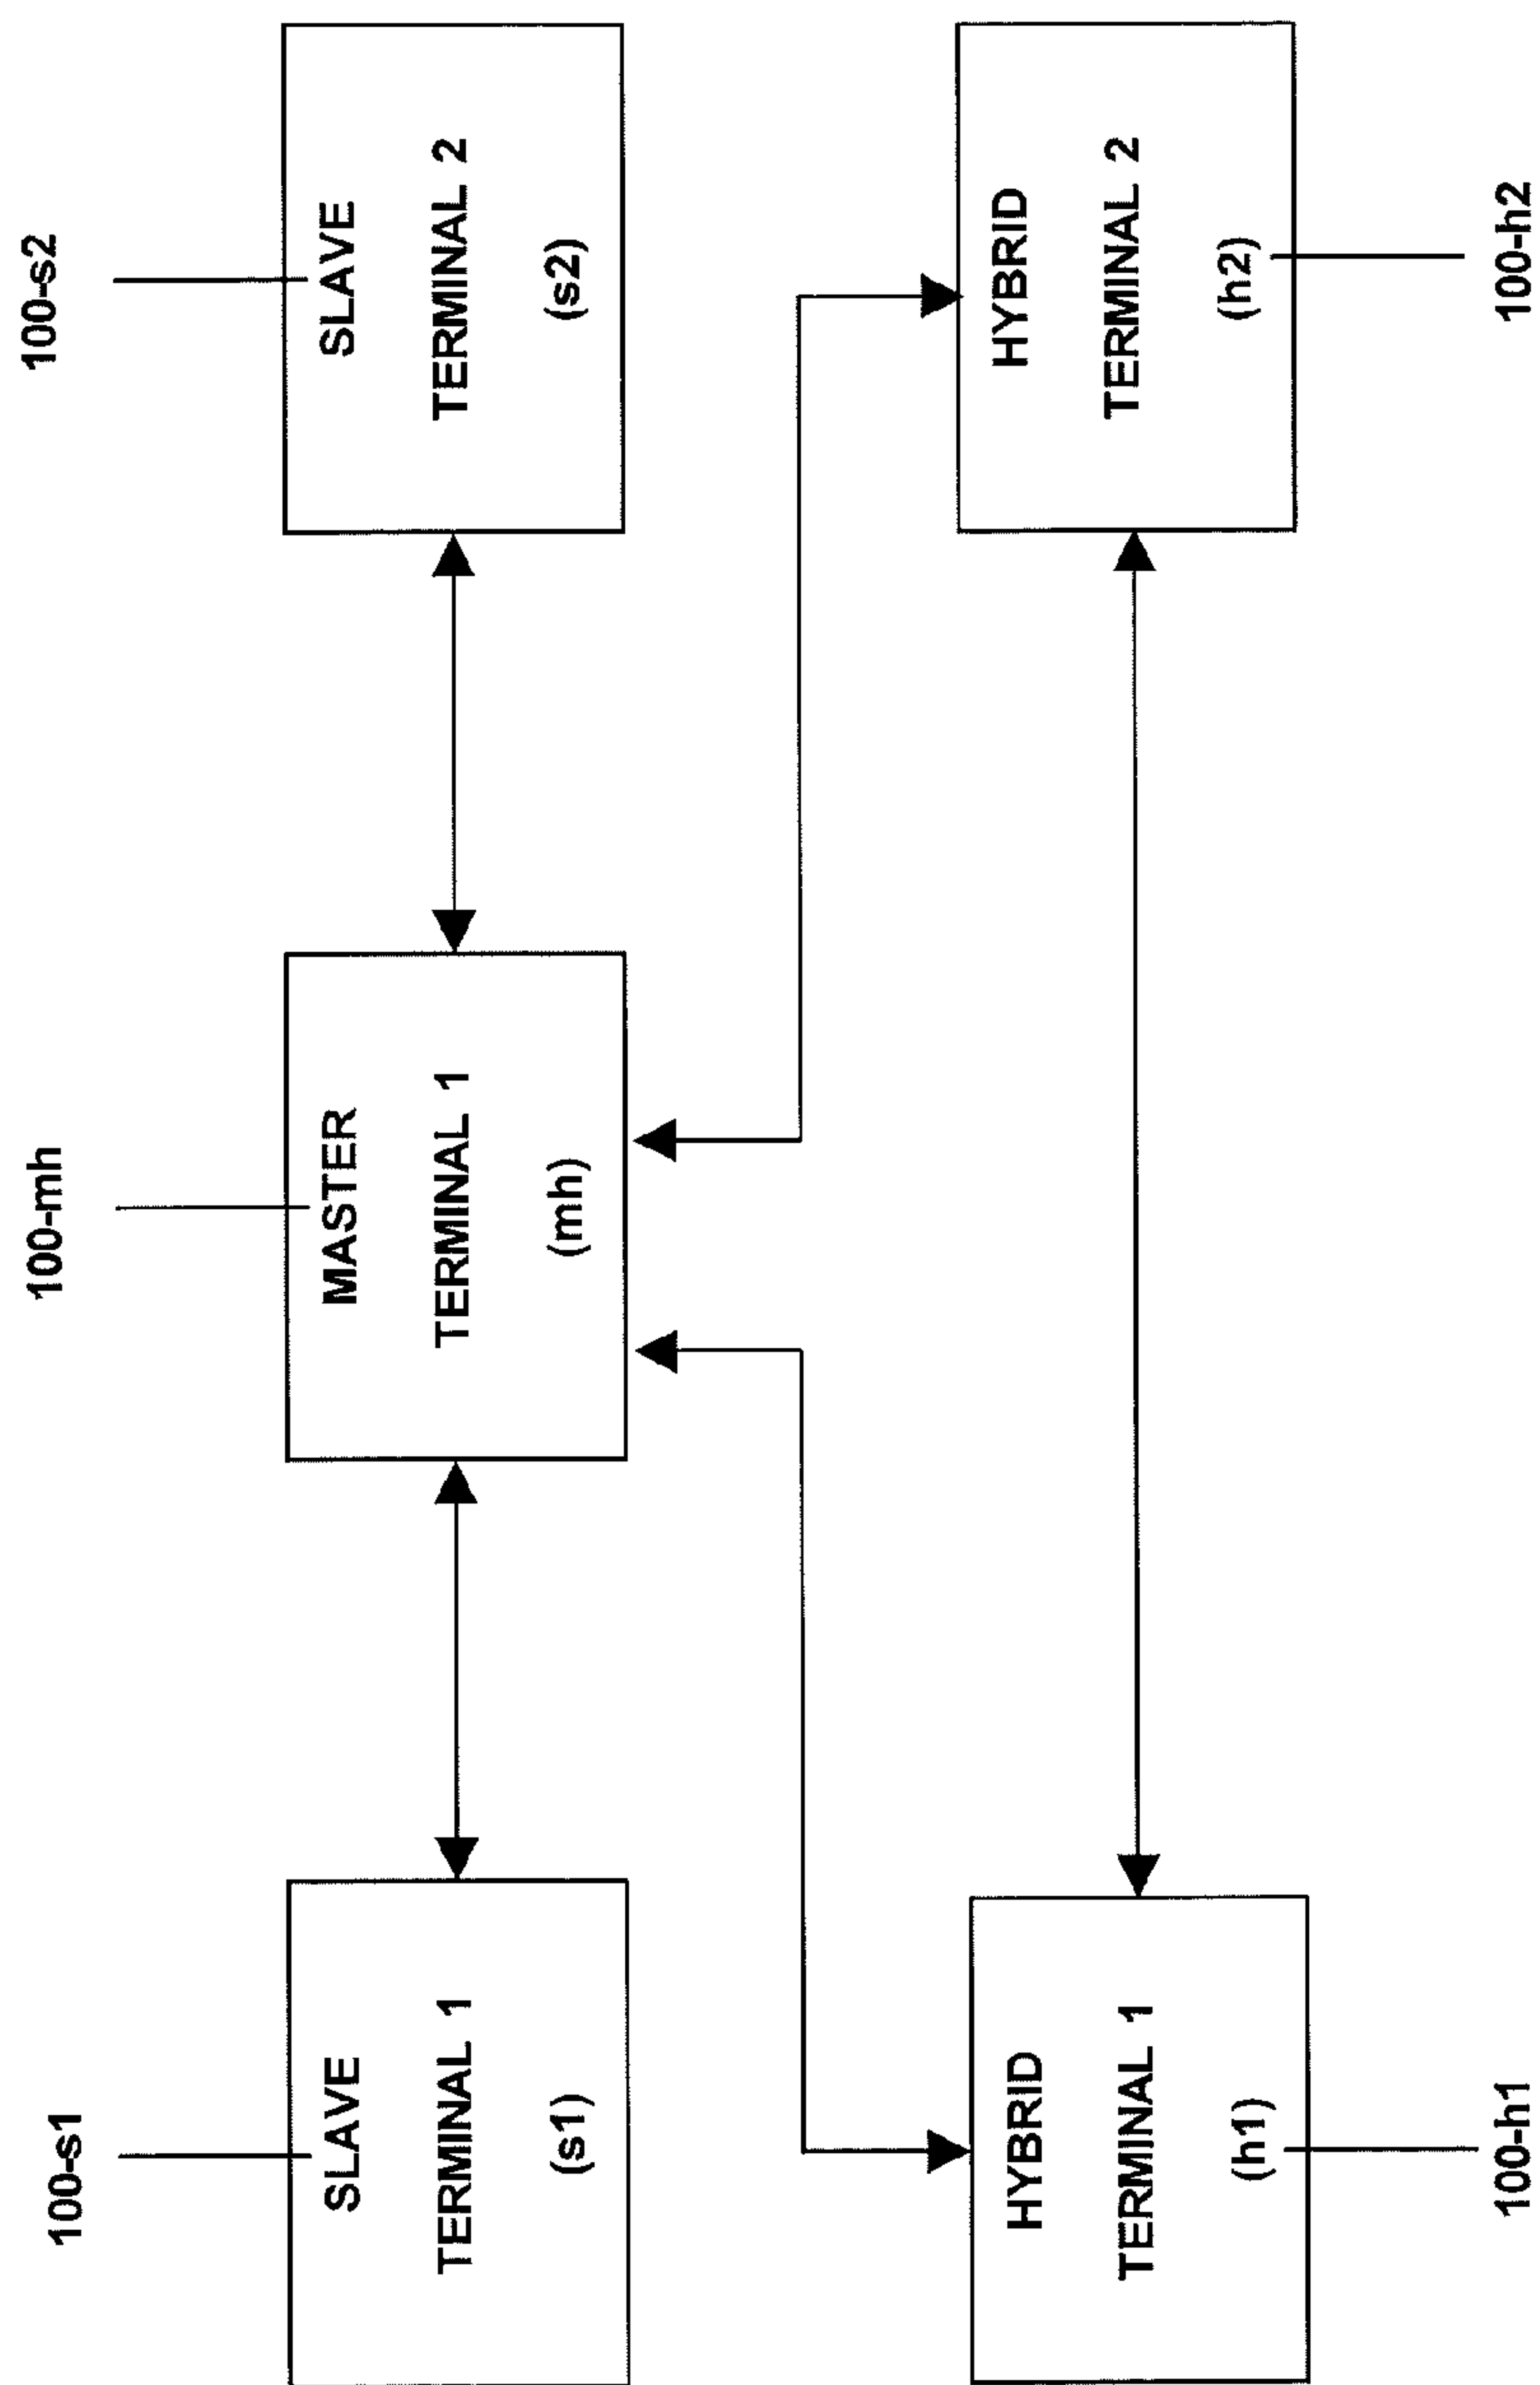 100-s1
100-mh
100-s2
SLAVE
TERMINAL 1
(s1)
MASTER
TERMINAL 1
(mh)
SLAVE
TERMINAL 2
(s2)
HYBRID
TERMINAL 1
(h1)
HYBRID
TERMINAL 2
(h2)
100-h1
100-h2